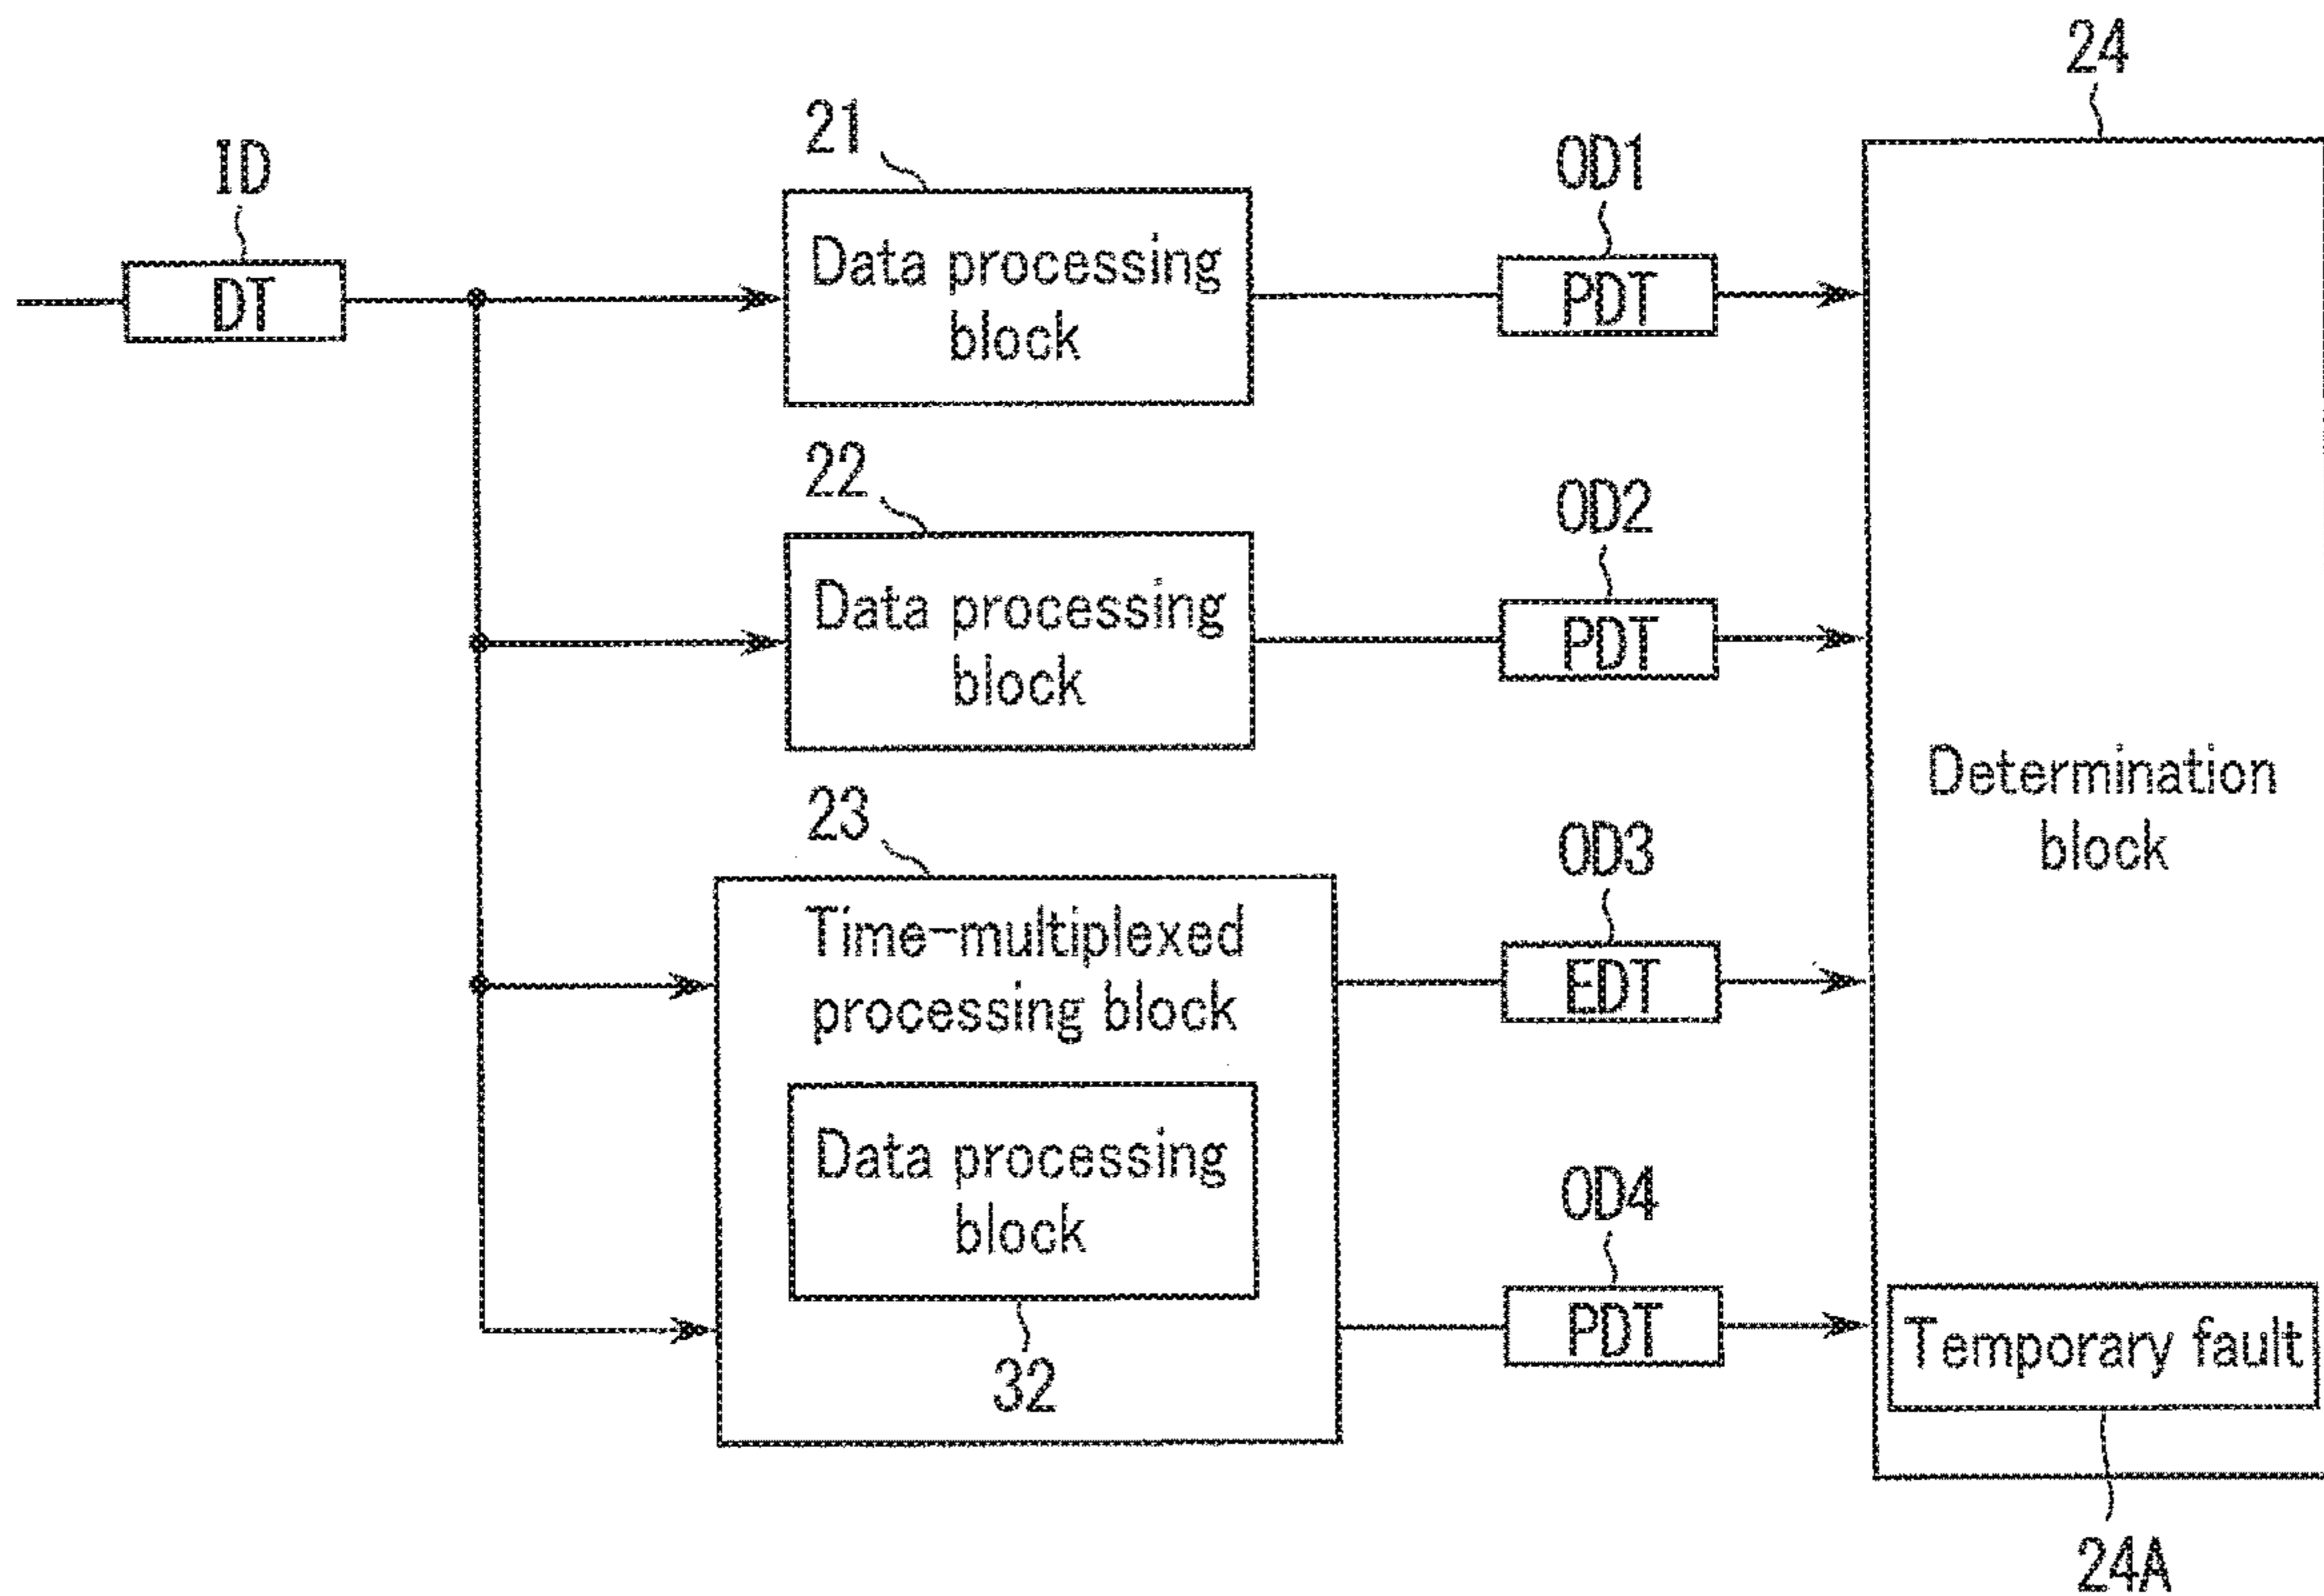 24
21
ID
OD1
Data processing
block
DT
PDT
22
OD2
Data processing
block
PDT
Determination
block
23
OD3
Time-multiplexed
processing block
EDT
Data processing
block
OD4
PDT
Temporary fault
32
24A